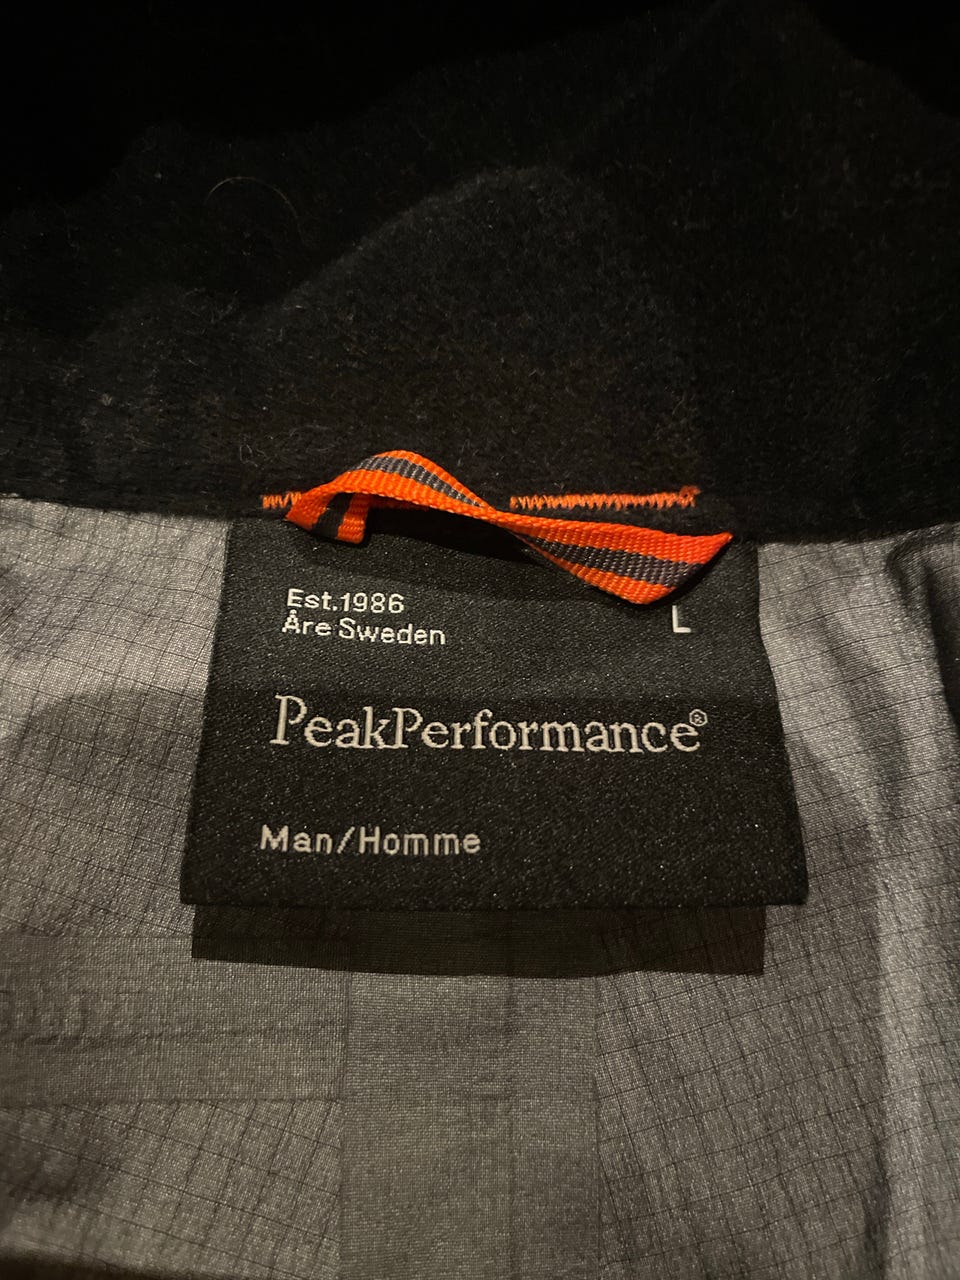 Est.1986
Åre Sweden
L
PeakPerformance®
Man/Homme